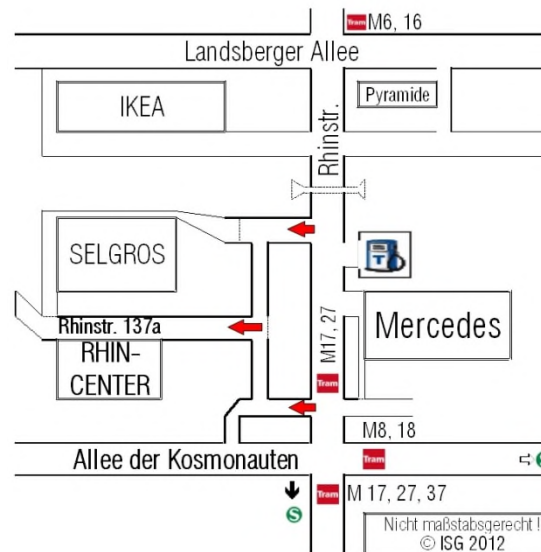 Tram M6, 16
Landsberger Allee
IKEA
Pyramide
Rhinstr.
SELGROS
T
Rhinstr. 137a
M17, 27
Mercedes
RHIN-
CENTER
Tram
M8, 18
Allee der Kosmonauten
Tram
S
S
Tram M 17, 27, 37
Nicht maßstabsgerecht !
© ISG 2012